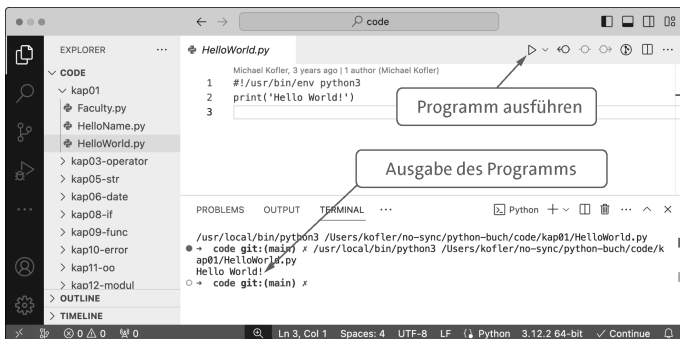 code
EXPLORER ...
CODE
kap01
Faculty.py
HelloName.py
HelloWorld.py
kap03-operator
kap05-str
kap06-date
kap08-if
kap09-func
kap10-error
kap11-oo
kap12-modul
OUTLINE
TIMELINE
HelloWorld.py
Michael Kofler, 3 years ago | 1 author (Michael Kofler)
1 #!/usr/bin/env python3
2 print('Hello World!')
3
Programm ausführen
Ausgabe des Programms
PROBLEMS OUTPUT TERMINAL ... Python
/usr/local/bin/python3 /Users/kofler/no-sync/python-buch/code/kap01/HelloWorld.py
→ code git:(main) ✗ /usr/local/bin/python3 /Users/kofler/no-sync/python-buch/code/k
ap01/HelloWorld.py
Hello World!
→ code git:(main) ✗
0 0 0 Ln 3, Col 1 Spaces: 4 UTF-8 LF Python 3.12.2 64-bit Continue